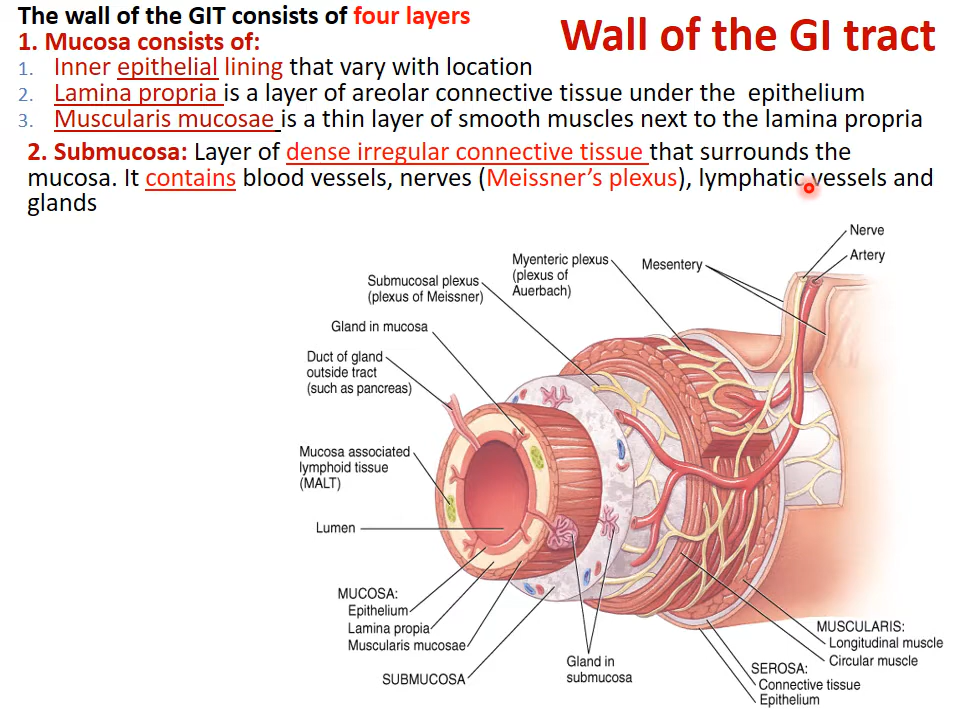 The wall of the GIT consists of four layers
Wall of the GI tract
1. Mucosa consists of:
1. Inner epithelial lining that vary with location
2. Lamina propria is a layer of areolar connective tissue under the epithelium
3. Muscularis mucosae is a thin layer of smooth muscles next to the lamina propria
2. Submucosa: Layer of dense irregular connective tissue that surrounds the
mucosa. It contains blood vessels, nerves (Meissner's plexus), lymphatic vessels and
glands
Nerve
Artery
Mesentery
Myenteric plexus
(plexus of
Auerbach)
Submucosal plexus
(plexus of Meissner)
Gland in mucosa
Duct of gland
outside tract
(such as pancreas)
Mucosa associated
lymphoid tissue
(MALT)
Lumen
MUCOSA:
Epithelium
Lamina propia
Muscularis mucosae
SUBMUCOSA
Gland in
submucosa
MUSCULARIS:
Longitudinal muscle
Circular muscle
SEROSA:
Connective tissue
Epithelium